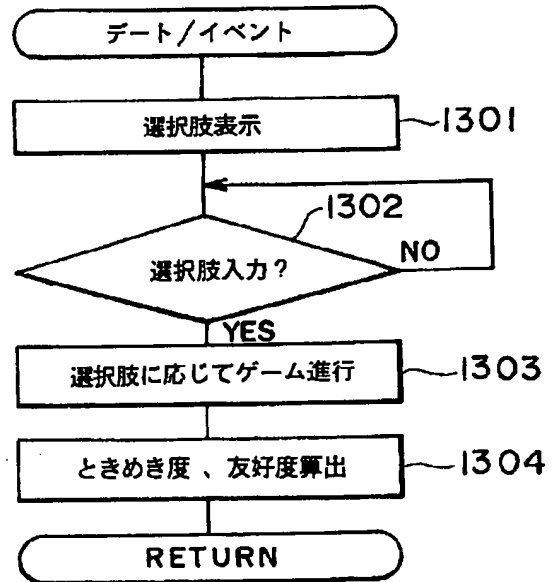 デート/イベント
選択肢表示
1301
1302
選択肢入力?
NO
YES
選択肢に応じてゲーム進行
1303
ときめき度、友好度算出
1304
RETURN